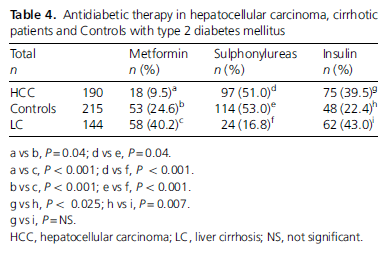 Table 4. Antidiabetic therapy in hepatocellular carcinoma, cirrhotic
patients and Controls with type 2 diabetes mellitus
Total Metformin Sulphonylureas Insulin
n n (%) n (%) n (%)
HCC 190 18 (9.5)a 97 (51.0)d 75 (39.5)g
Controls 215 53 (24.6)b 114 (53.0)e 48 (22.4)h
LC 144 58 (40.2)c 24 (16.8)f 62 (43.0)i
a vs b, P = 0.04; d vs e, P = 0.04.
a vs c, P < 0.001; d vs f, P < 0.001.
b vs c, P < 0.001; e vs f, P < 0.001.
g vs h, P < 0.025; h vs i, P = 0.007.
g vs i, P = NS.
HCC, hepatocellular carcinoma; LC, liver cirrhosis; NS, not significant.